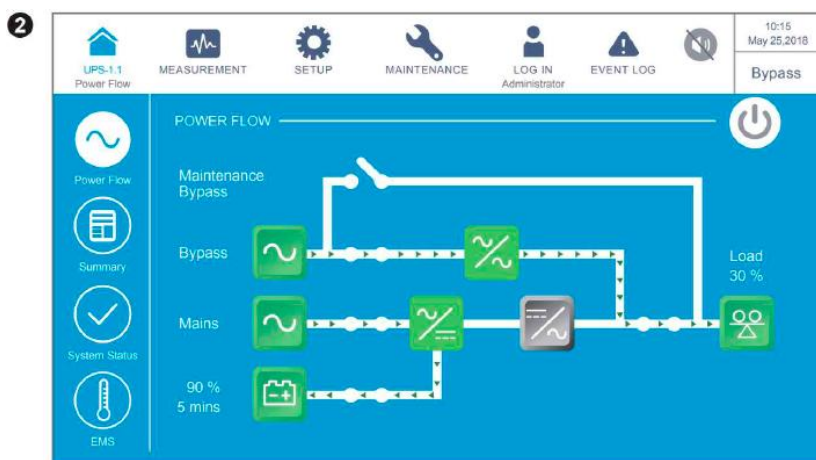 2
UPS-1.1
Power Flow
MEASUREMENT
SETUP
MAINTENANCE
LOG IN
Administrator
EVENT LOG
10:15
May 25,2018
Bypass
POWER FLOW
Power Flow
Maintenance
Bypass
Bypass
Load
30 %
Summary
Mains
System Status
90 %
5 mins
EMS